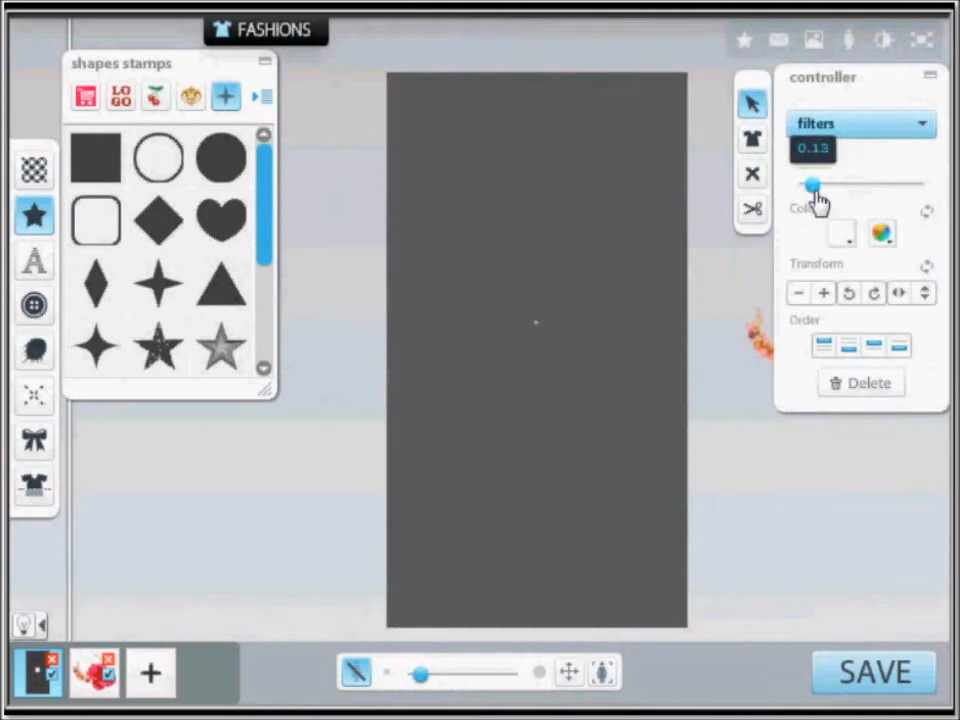 FASHIONS
shapes stamps
LO
GO
controller
filters
0.13
Transform
Order
Delete
A
SAVE